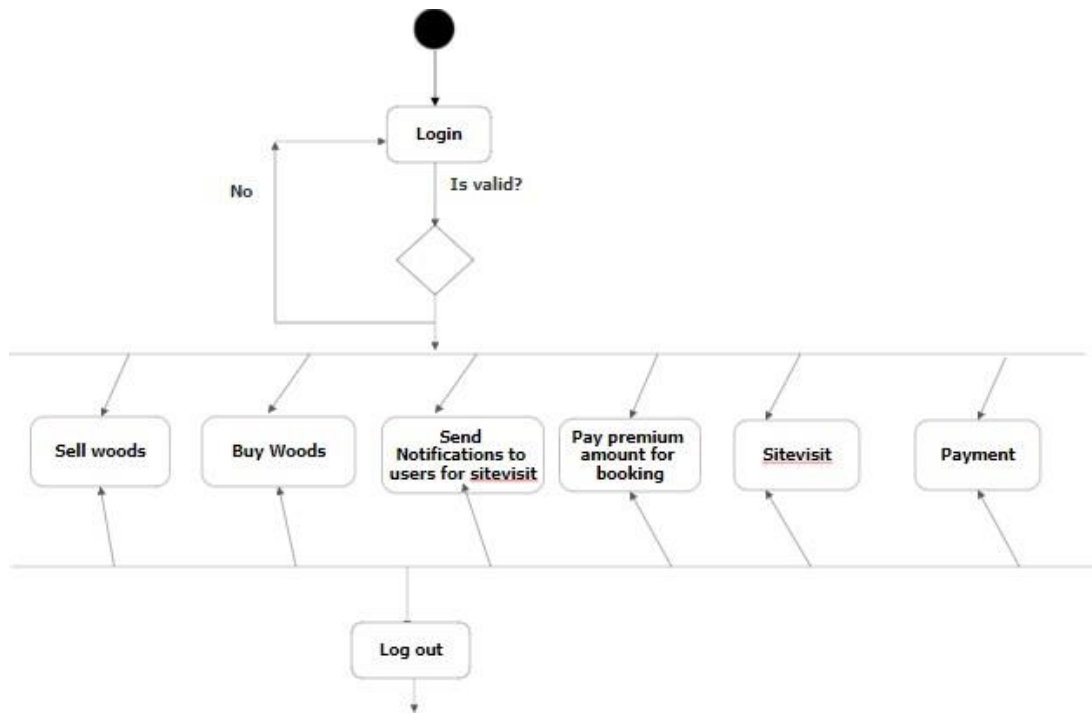 Login
Is valid?
No
Sell woods
Buy Woods
Send
Notifications to
users for sitevisit
Pay premium
amount for
booking
Sitevisit
Payment
Log out